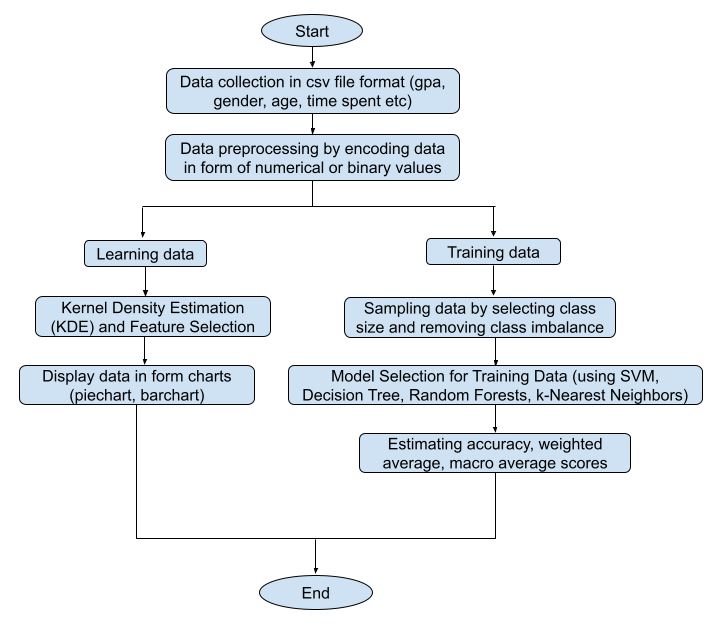 Start
Data collection in csv file format (gpa,
gender, age, time spent etc)
Data preprocessing by encoding data
in form of numerical or binary values
Learning data
Training data
Kernel Density Estimation
(KDE) and Feature Selection
Sampling data by selecting class
size and removing class imbalance
Display data in form charts
(piechart, barchart)
Model Selection for Training Data (using SVM,
Decision Tree, Random Forests, k-Nearest Neighbors)
Estimating accuracy, weighted
average, macro average scores
End